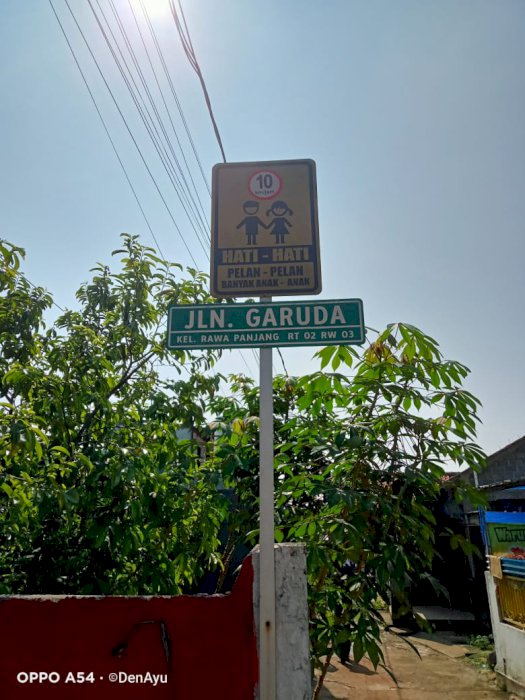 10
km/jam
HATI - HATI
PELAN - PELAN
BANYAK ANAK - ANAK
JLN. GARUDA
KEL. RAWA PANJANG RT 02 RW 03
OPPO A54 · ©DenAyu